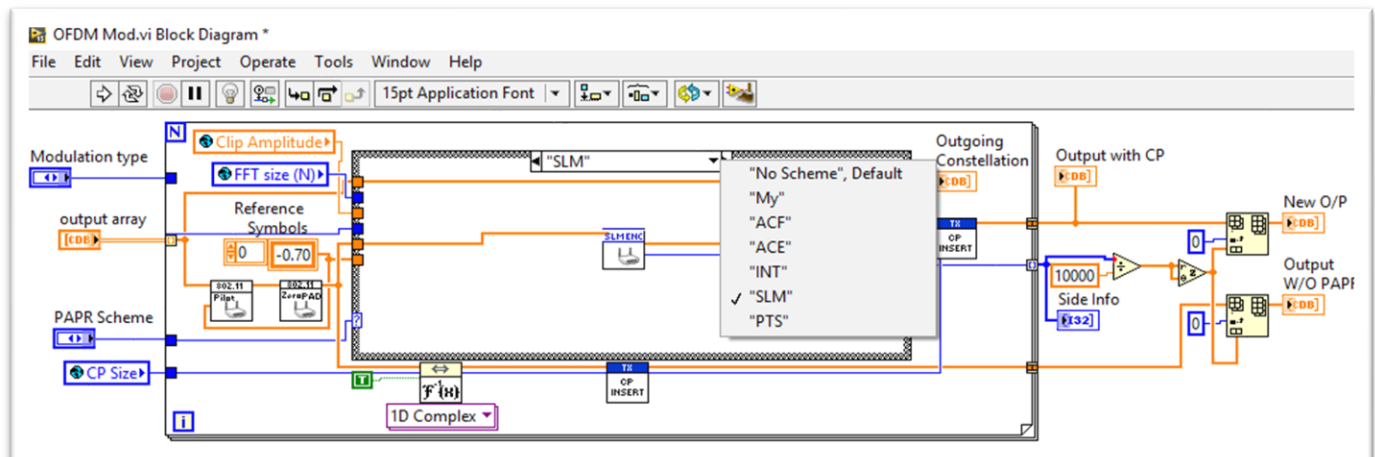 OFDM Mod.vi Block Diagram *
File Edit View Project Operate Tools Window Help
15pt Application Font
N
Clip Amplitude
"SLM"
Outgoing
Constellation
[CDB]
Modulation type
FFT size (N)
"No Scheme", Default
"My"
"ACF"
"ACE"
"INT"
"SLM"
"PTS"
Output with CP
CDB]
New O/P
CDB]
output array
[CDB
Reference
Symbols
0
-0.70
SLMENC
TX
CP
INSERT
0
10000
÷
Output
W/O PAPR
CDB]
Side Info
I32]
0
802.11
Pilot
802.11
ZeroPAD
PAPR Scheme
?
CP Size
T
F⁻¹{x}
TX
CP
INSERT
1D Complex
i